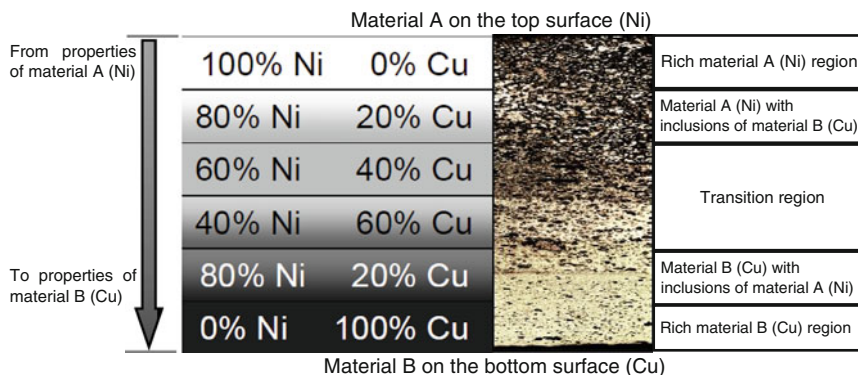 Material A on the top surface (Ni)
From properties
of material A (Ni)
100% Ni 0% Cu
Rich material A (Ni) region
80% Ni 20% Cu
Material A (Ni) with
inclusions of material B (Cu)
60% Ni 40% Cu
Transition region
40% Ni 60% Cu
To properties of
material B (Cu)
80% Ni 20% Cu
Material B (Cu) with
inclusions of material A (Ni)
0% Ni 100% Cu
Rich material B (Cu) region
Material B on the bottom surface (Cu)